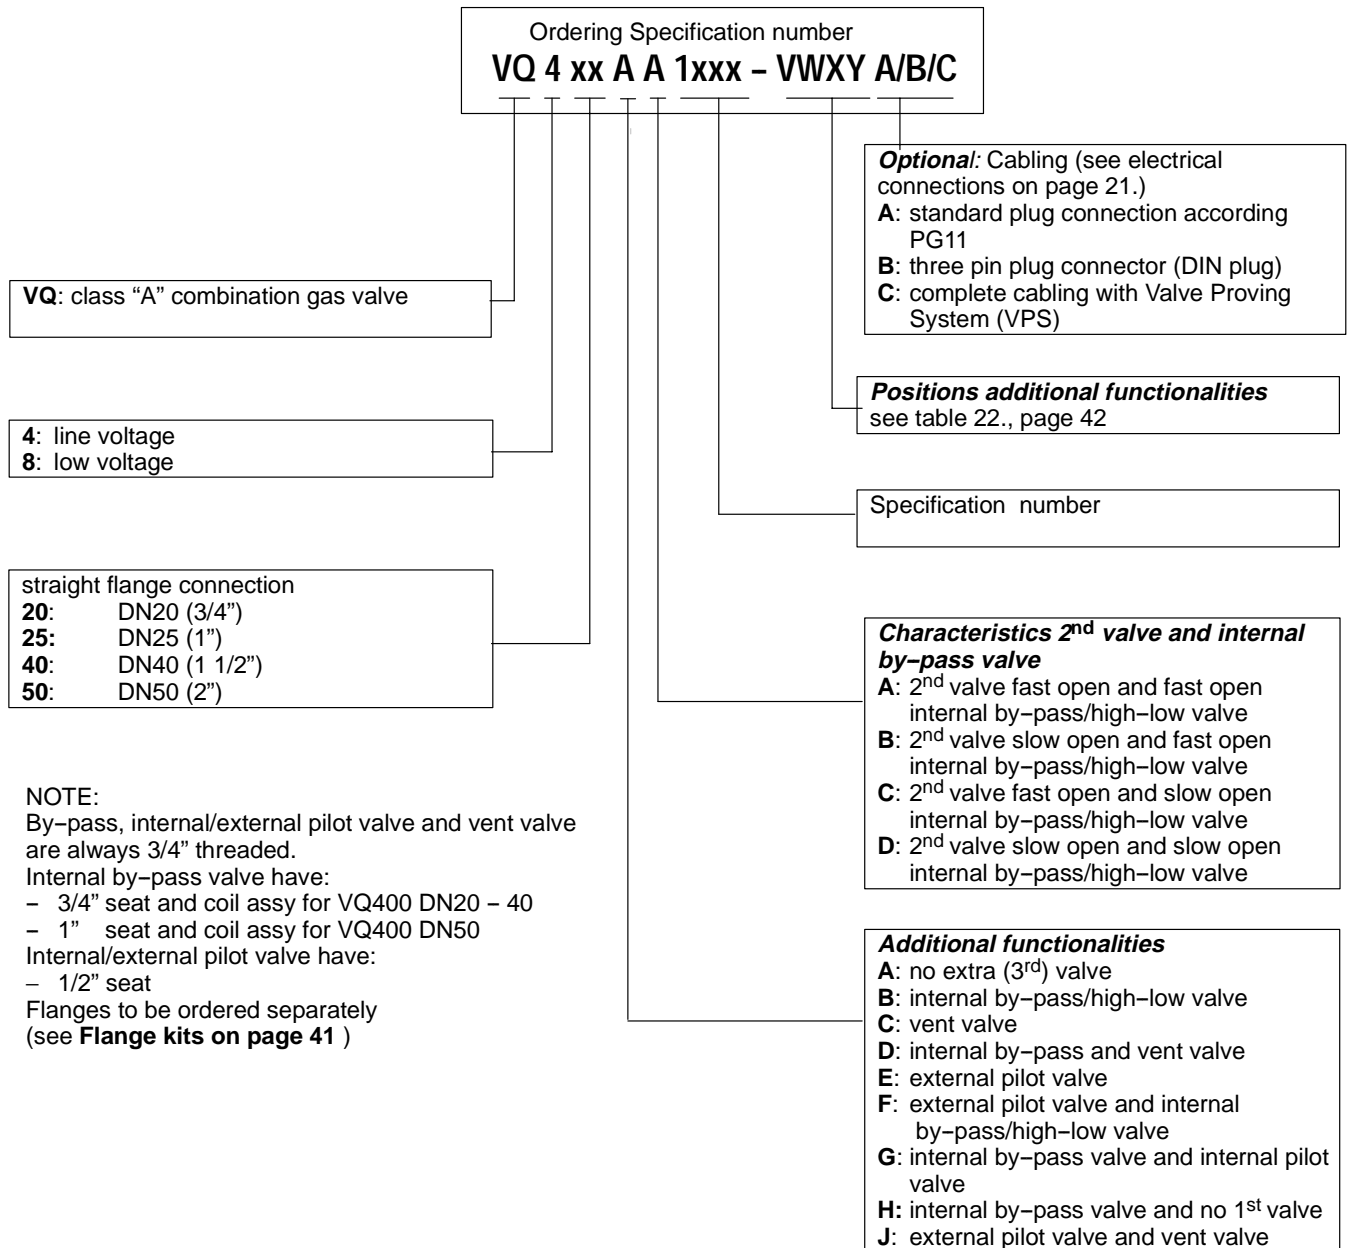 Ordering Specification number
VQ 4 xx A A 1xxx – VWXY A/B/C
Optional: Cabling (see electrical
connections on page 21.)
A: standard plug connection according
PG11
B: three pin plug connector (DIN plug)
C: complete cabling with Valve Proving
System (VPS)
VQ: class “A” combination gas valve
Positions additional functionalities
see table 22., page 42
4: line voltage
8: low voltage
Specification number
straight flange connection
20: DN20 (3/4”)
25: DN25 (1”)
40: DN40 (1 1/2”)
50: DN50 (2”)
Characteristics 2nd valve and internal
by–pass valve
A: 2nd valve fast open and fast open
internal by–pass/high–low valve
B: 2nd valve slow open and fast open
internal by–pass/high–low valve
C: 2nd valve fast open and slow open
internal by–pass/high–low valve
D: 2nd valve slow open and slow open
internal by–pass/high–low valve
NOTE:
By–pass, internal/external pilot valve and vent valve
are always 3/4” threaded.
Internal by–pass valve have:
– 3/4” seat and coil assy for VQ400 DN20 – 40
– 1” seat and coil assy for VQ400 DN50
Internal/external pilot valve have:
– 1/2” seat
Flanges to be ordered separately
(see Flange kits on page 41 )
Additional functionalities
A: no extra (3rd) valve
B: internal by–pass/high–low valve
C: vent valve
D: internal by–pass and vent valve
E: external pilot valve
F: external pilot valve and internal
by–pass/high–low valve
G: internal by–pass valve and internal pilot
valve
H: internal by–pass valve and no 1st valve
J: external pilot valve and vent valve